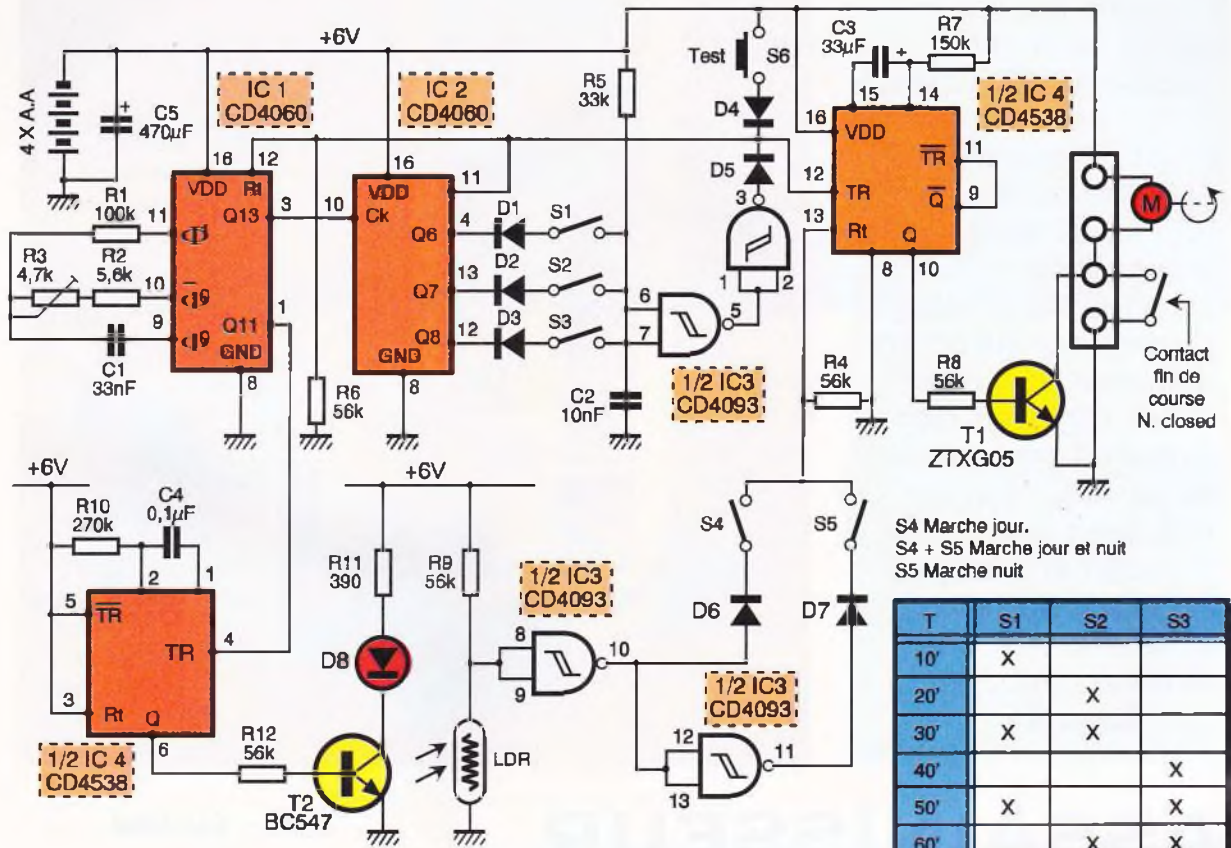 +6V
4 X A.A
C5
470µF
IC 1
CD4060
IC 2
CD4060
R5
33k
Test
S6
D4
D5
C3
33µF
+
R7
150k
1/2 IC 4
CD4538
16
12
VDD
Rt
R1
100k
11
Q13
3
R3
4,7k
R2
5,6k
10
9
C1
33nF
Q11
1
GND
8
16
VDD
11
10
Ck
Q6
4
D1
S1
Q7
13
D2
S2
Q8
12
D3
S3
GND
8
R6
56k
C2
10nF
6
7
5
1
2
3
1/2 IC3
CD4093
15
14
16
VDD
TR
11
12
TR
Q
9
13
Rt
Q
8
10
M
R4
56k
R8
56k
T1
ZTXG05
Contact
fin de
course
N. closed
+6V
R10
270k
C4
0,1µF
2
1
5
TR
TR
4
3
Rt
Q
6
1/2 IC 4
CD4538
R12
56k
T2
BC547
+6V
R11
390
D8
R9
56k
LDR
1/2 IC3
CD4093
8
9
10
S4
S5
D6
D7
1/2 IC3
CD4093
12
13
11
S4 Marche jour.
S4 + S5 Marche jour et nuit
S5 Marche nuit
T S1 S2 S3
10' X
20' X
30' X X
40' X
50' X X
60' X X